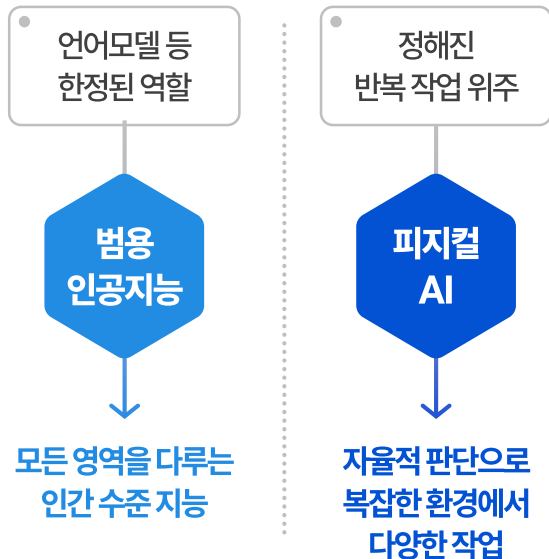 언어모델 등
한정된 역할
범용
인공지능
모든 영역을 다루는
인간 수준 지능
정해진
반복 작업 위주
피지컬
AI
자율적 판단으로
복잡한 환경에서
다양한 작업